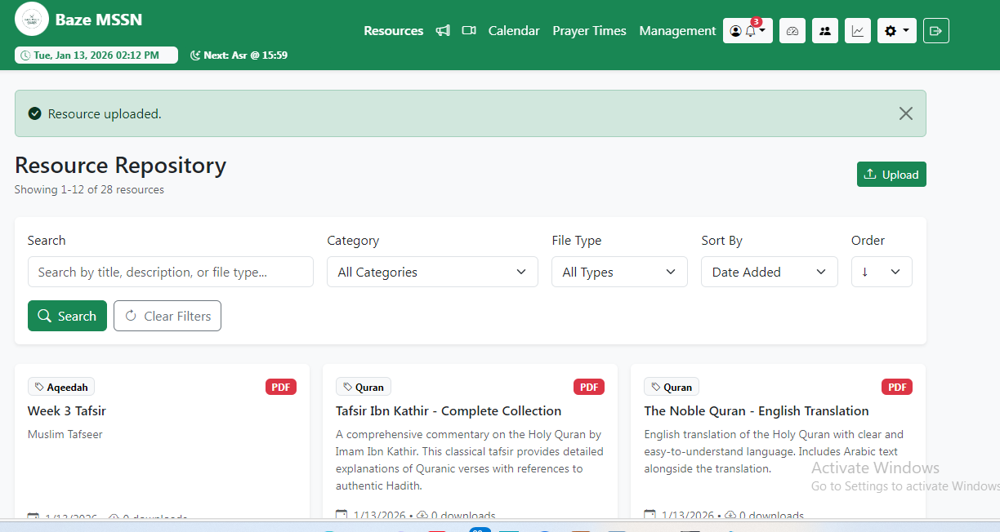 Baze MSSN
Resources Calendar Prayer Times Management 3
Tue, Jan 13, 2026 02:12 PM Next: Asr @ 15:59
Resource uploaded.
Resource Repository
Showing 1-12 of 28 resources
Upload
Search Category File Type Sort By Order
Search by title, description, or file type... All Categories All Types Date Added ↓
Search Clear Filters
Aqeedah PDF
Week 3 Tafsir
Muslim Tafseer
1/13/2026 • 0 downloads
Quran PDF
Tafsir Ibn Kathir - Complete Collection
A comprehensive commentary on the Holy Quran by
Imam Ibn Kathir. This classical tafsir provides detailed
explanations of Quranic verses with references to
authentic Hadith.
1/13/2026 • 0 downloads
Quran PDF
The Noble Quran - English Translation
English translation of the Holy Quran with clear and
easy-to-understand language. Includes Arabic text
alongside the translation.
1/13/2026 • 0 downloads
Activate Windows
Go to Settings to activate Windows